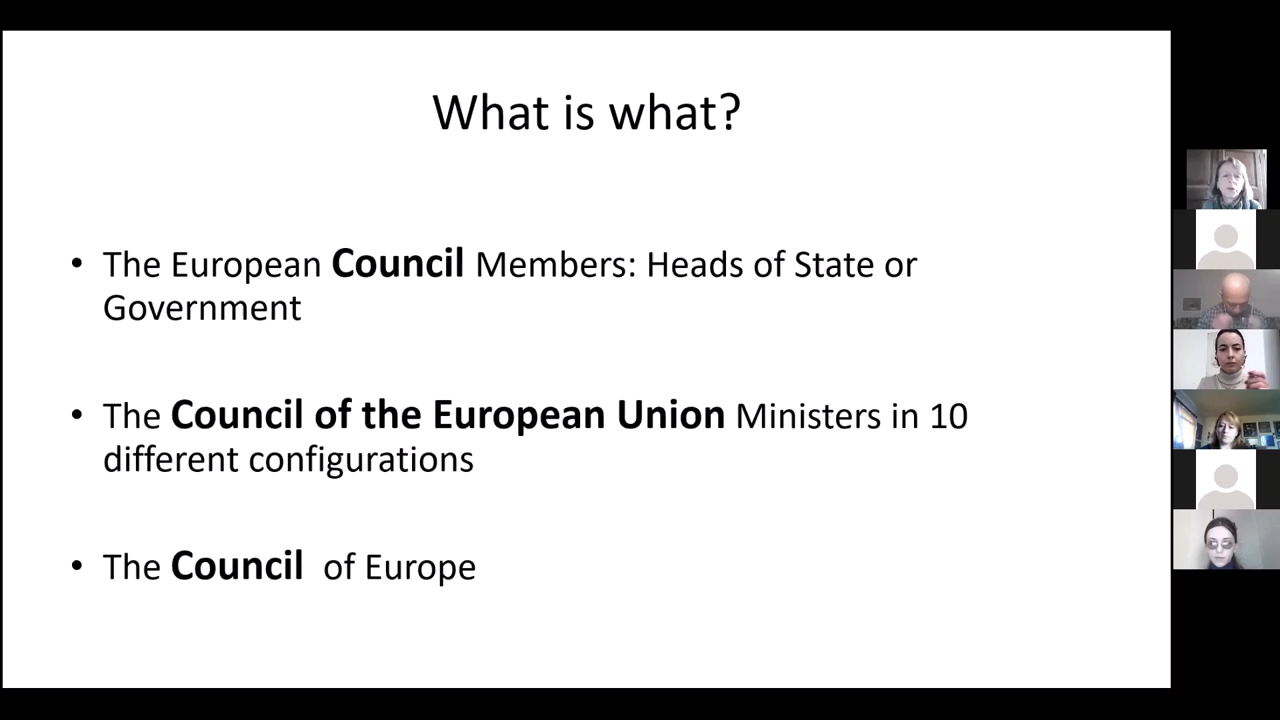 What is what?
• The European Council Members: Heads of State or
Government
• The Council of the European Union Ministers in 10
different configurations
• The Council of Europe